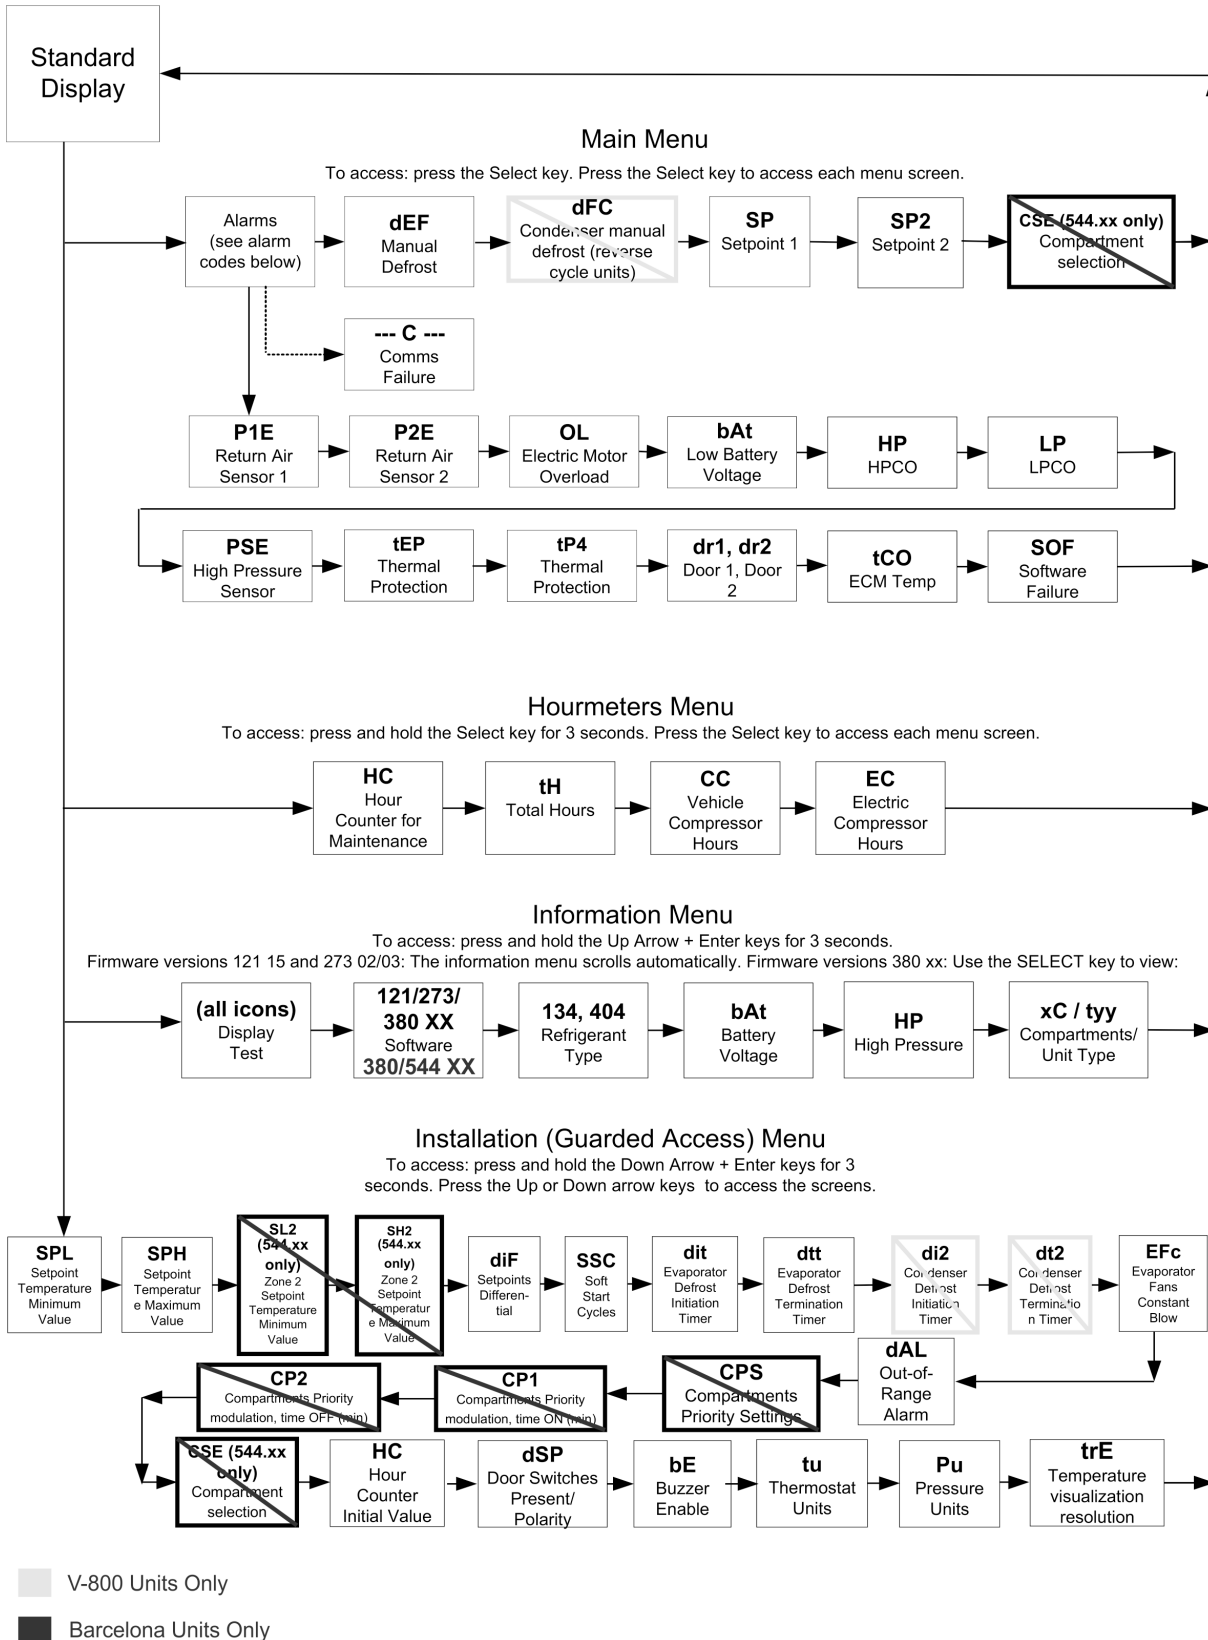 Standard
Display
Main Menu
To access: press the Select key. Press the Select key to access each menu screen.
Alarms
(see alarm
codes below)
dEF
Manual
Defrost
dFC
Condenser manual
defrost (reverse
cycle units)
SP
Setpoint 1
SP2
Setpoint 2
CSE (544.xx only)
Compartment
selection
--- C ---
Comms
Failure
P1E
Return Air
Sensor 1
P2E
Return Air
Sensor 2
OL
Electric Motor
Overload
bAt
Low Battery
Voltage
HP
HPCO
LP
LPCO
PSE
High Pressure
Sensor
tEP
Thermal
Protection
tP4
Thermal
Protection
dr1, dr2
Door 1, Door
2
tCO
ECM Temp
SOF
Software
Failure
Hourmeters Menu
To access: press and hold the Select key for 3 seconds. Press the Select key to access each menu screen.
HC
Hour
Counter for
Maintenance
tH
Total Hours
CC
Vehicle
Compressor
Hours
EC
Electric
Compressor
Hours
Information Menu
To access: press and hold the Up Arrow + Enter keys for 3 seconds.
Firmware versions 121 15 and 273 02/03: The information menu scrolls automatically. Firmware versions 380 xx: Use the SELECT key to view:
(all icons)
Display
Test
121/273/
380 XX
Software
380/544 XX
134, 404
Refrigerant
Type
bAt
Battery
Voltage
HP
High Pressure
xC / tyy
Compartments/
Unit Type
Installation (Guarded Access) Menu
To access: press and hold the Down Arrow + Enter keys for 3
seconds. Press the Up or Down arrow keys to access the screens.
SPL
Setpoint
Temperature
Minimum
Value
SPH
Setpoint
Temperatur
e Maximum
Value
SL2
(544.xx
only)
Zone 2
Setpoint
Temperature
Minimum
Value
SH2
(544.xx
only)
Zone 2
Setpoint
Temperatur
e Maximum
Value
diF
Setpoints
Differen-
tial
SSC
Soft
Start
Cycles
dit
Evaporator
Defrost
Initiation
Timer
dtt
Evaporator
Defrost
Termination
Timer
di2
Condenser
Defrost
Initiation
Timer
dt2
Condenser
Defrost
Terminatio
n Timer
EFc
Evaporator
Fans
Constant
Blow
CP2
Compartments Priority
modulation, time OFF (min)
CP1
Compartments Priority
modulation, time ON (min)
CPS
Compartments
Priority Settings
dAL
Out-of-
Range
Alarm
CSE (544.xx
only)
Compartment
selection
HC
Hour
Counter
Initial Value
dSP
Door Switches
Present/
Polarity
bE
Buzzer
Enable
tu
Thermostat
Units
Pu
Pressure
Units
trE
Temperature
visualization
resolution
V-800 Units Only
Barcelona Units Only